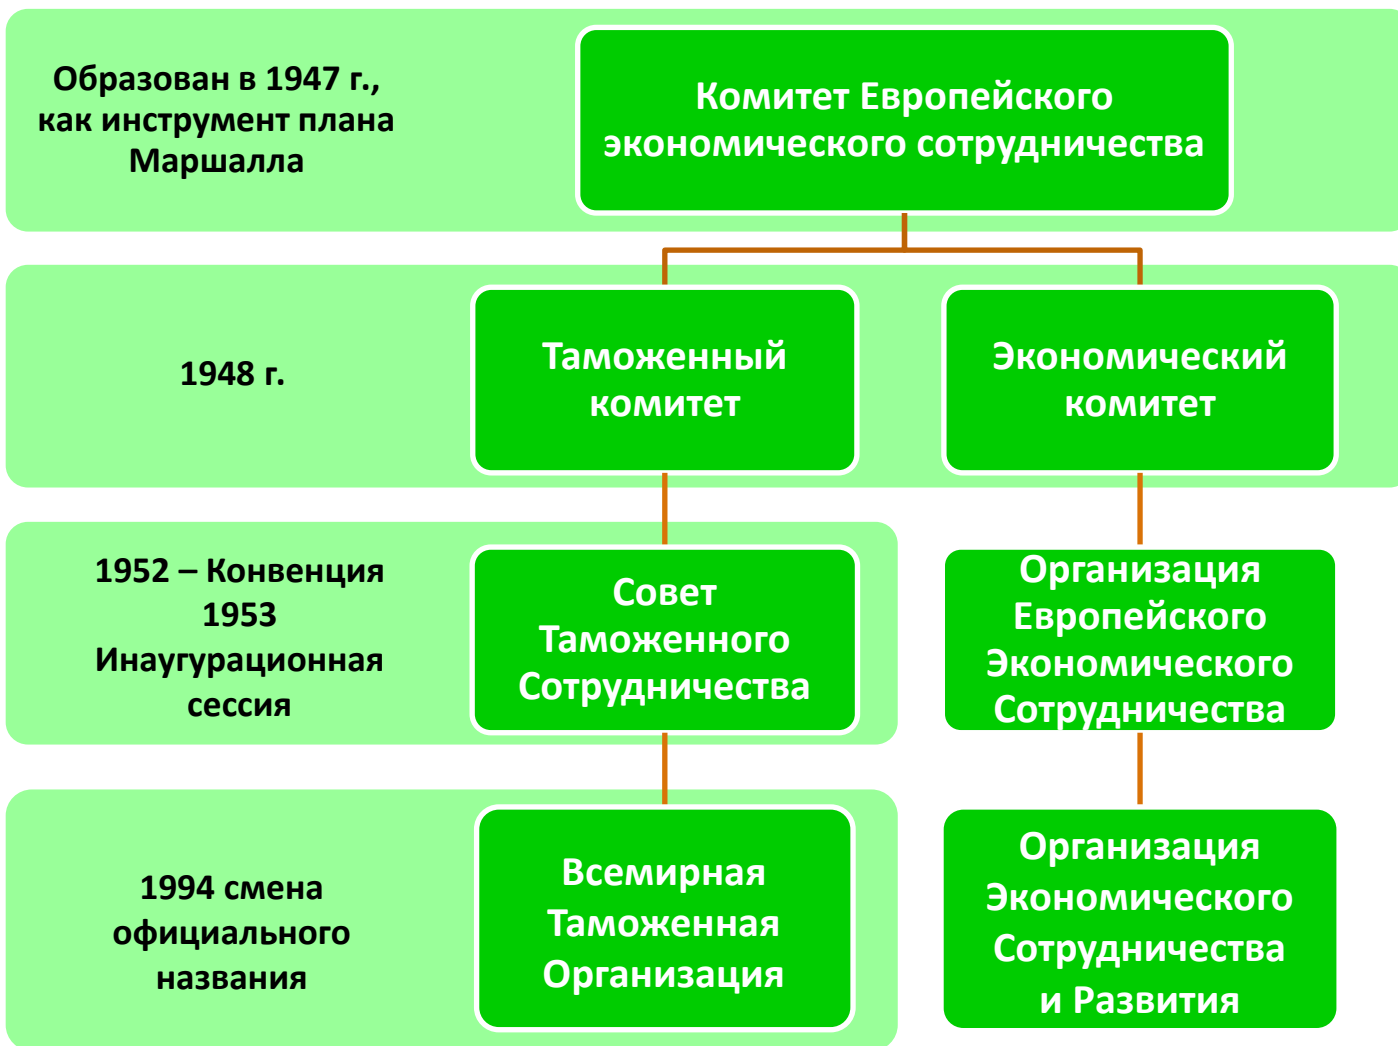 Образован в 1947 г.,
как инструмент плана
Маршалла
Комитет Европейского
экономического сотрудничества
1948 г.
Таможенный
комитет
Экономический
комитет
1952 – Конвенция
1953
Инаугурационная
сессия
Совет
Таможенного
Сотрудничества
Организация
Европейского
Экономического
Сотрудничества
1994 смена
официального
названия
Всемирная
Таможенная
Организация
Организация
Экономического
Сотрудничества
и Развития